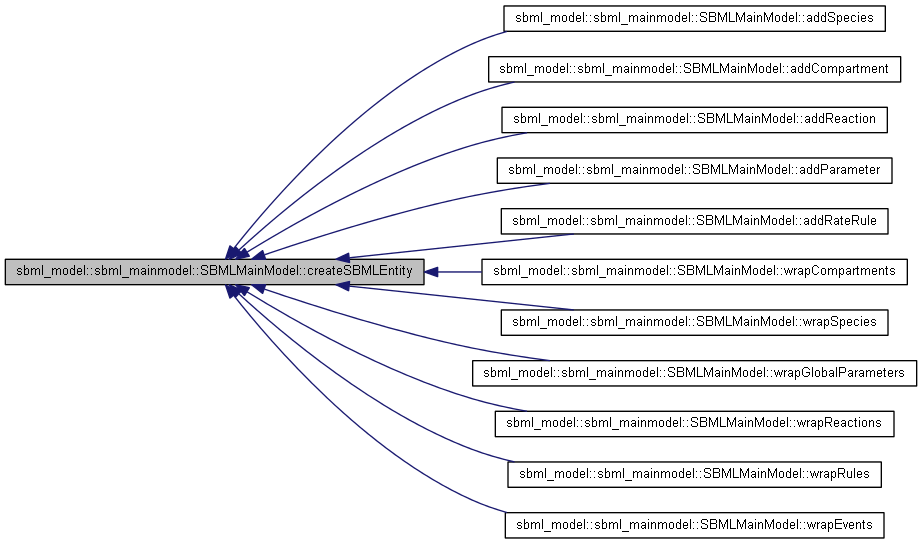 sbml_model::sbml_mainmodel::SBMLMainModel::addSpecies
sbml_model::sbml_mainmodel::SBMLMainModel::addCompartment
sbml_model::sbml_mainmodel::SBMLMainModel::addReaction
sbml_model::sbml_mainmodel::SBMLMainModel::addParameter
sbml_model::sbml_mainmodel::SBMLMainModel::addRateRule
sbml_model::sbml_mainmodel::SBMLMainModel::createSBMLEntity
sbml_model::sbml_mainmodel::SBMLMainModel::wrapCompartments
sbml_model::sbml_mainmodel::SBMLMainModel::wrapSpecies
sbml_model::sbml_mainmodel::SBMLMainModel::wrapGlobalParameters
sbml_model::sbml_mainmodel::SBMLMainModel::wrapReactions
sbml_model::sbml_mainmodel::SBMLMainModel::wrapRules
sbml_model::sbml_mainmodel::SBMLMainModel::wrapEvents